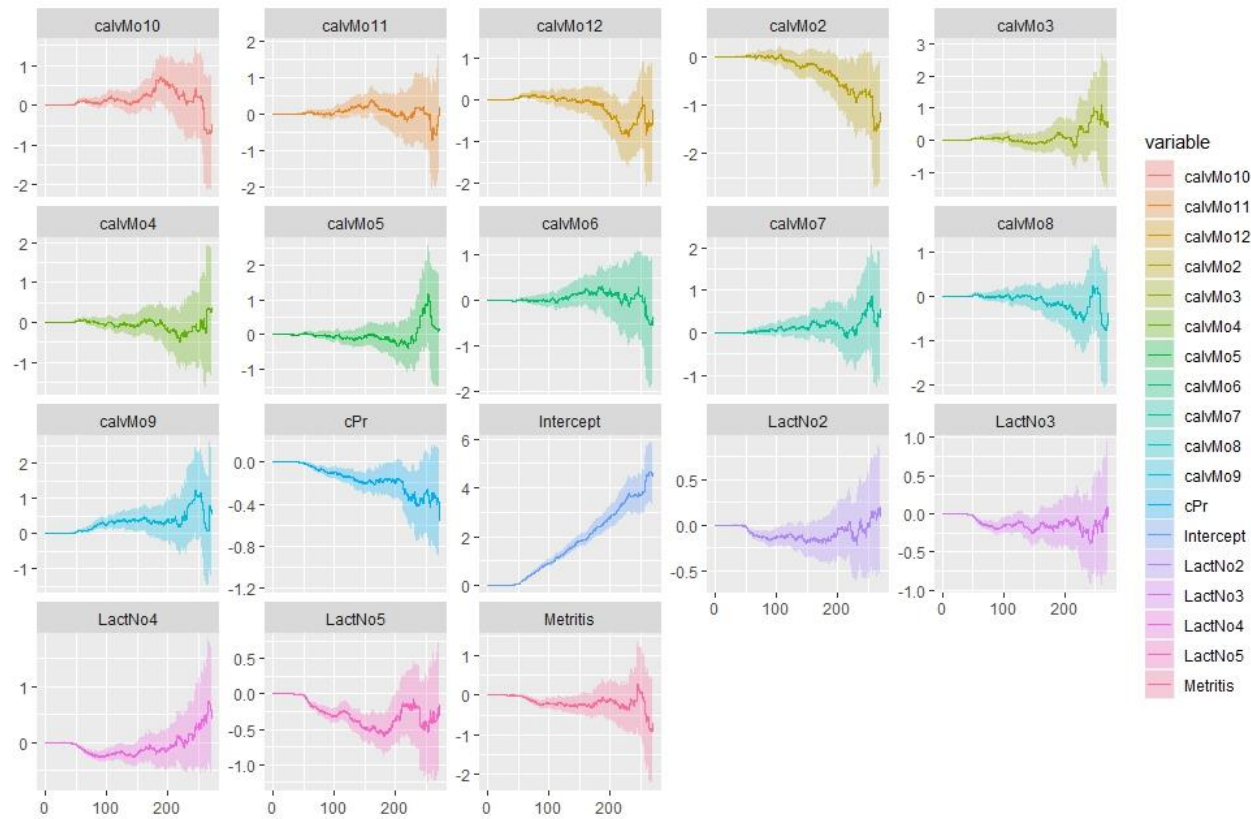 calvMo10 calvMo11 calvMo12 calvMo2 calvMo3
1
0
-1
-2
2
1
0
-1
-2
1
0
-1
-2
0
-1
-2
3
2
1
0
-1
calvMo4 calvMo5 calvMo6 calvMo7 calvMo8
2
1
0
-1
2
1
0
-1
1
0
-1
-2
2
1
0
-1
1
0
-1
-2
calvMo9 cPr Intercept LactNo2 LactNo3
2
1
0
-1
0.0
-0.4
-0.8
-1.2
6
4
2
0
0.5
0.0
-0.5
1.0
0.5
0.0
-0.5
-1.0
0 100 200 0 100 200
LactNo4 LactNo5 Metritis
1
0
0.5
0.0
-0.5
-1.0
1
0
-1
-2
0 100 200 0 100 200 0 100 200
variable
calvMo10
calvMo11
calvMo12
calvMo2
calvMo3
calvMo4
calvMo5
calvMo6
calvMo7
calvMo8
calvMo9
cPr
Intercept
LactNo2
LactNo3
LactNo4
LactNo5
Metritis